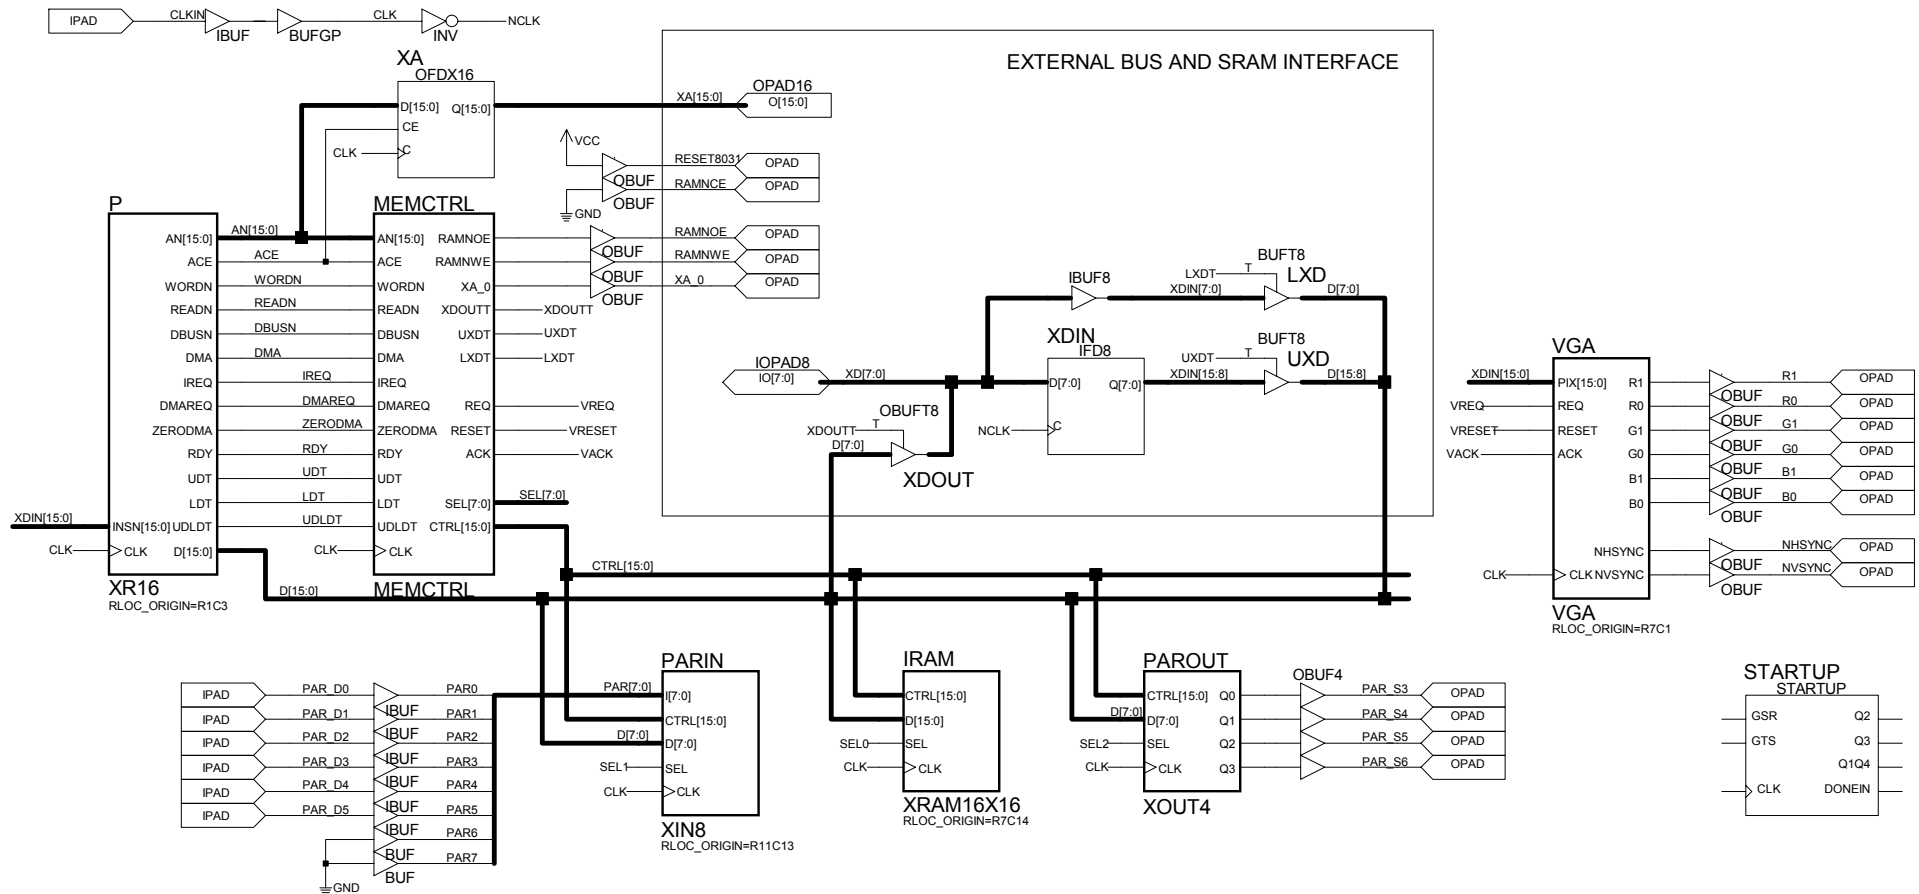 IPAD CLKIN IBUF BUFGP CLK INV NCLK
EXTERNAL BUS AND SRAM INTERFACE
XA
OFDX16
D[15:0] Q[15:0]
CE
CLK C
XA[15:0] OPAD16
O[15:0]
VCC
RESET8031 OPAD
OBUF RAMNCE OPAD
OBUF
GND
P
AN[15:0] AN[15:0]
ACE ACE
WORDN WORDN
READN READN
DBUSN DBUSN
DMA DMA
IREQ IREQ
DMAREQ DMAREQ
ZERODMA ZERODMA
RDY RDY
UDT UDT
LDT LDT
XDIN[15:0] INSN[15:0] UDLDT UDLDT
CLK CLK D[15:0]
XR16
RLOC_ORIGIN=R1C3
D[15:0]
MEMCTRL
AN[15:0] RAMNOE
ACE RAMNWE
WORDN XA_0
READN XDOUTT XDOUTT
DBUSN UXDT UXDT
DMA LXDT LXDT
IREQ
DMAREQ REQ VREQ
ZERODMA RESET VRESET
RDY ACK VACK
UDT
LDT SEL[7:0] SEL[7:0]
UDLDT CTRL[15:0]
CLK CLK
MEMCTRL
CTRL[15:0]
RAMNOE OPAD
OBUF RAMNWE OPAD
OBUF XA_0 OPAD
OBUF
IBUF8 XDIN[7:0]
BUFT8
LXDT T LXD
D[7:0]
IOPAD8
IO[7:0] XD[7:0]
XDIN
IFD8
D[7:0] Q[7:0]
NCLK C
XDIN[15:8]
BUFT8
UXDT T UXD
D[15:8]
OBUFT8
XDOUTT T
D[7:0]
XDOUT
VGA
XDIN[15:0] PIX[15:0] R1 R1 OPAD
VREQ REQ R0 OBUF R0 OPAD
VRESET RESET G1 OBUF G1 OPAD
VACK ACK G0 OBUF G0 OPAD
B1 OBUF B1 OPAD
B0 OBUF B0 OPAD
OBUF
NHSYNC NHSYNC OPAD
CLK CLK NVSYNC OBUF NVSYNC OPAD
OBUF
VGA
RLOC_ORIGIN=R7C1
IPAD PAR_D0 PAR0
IPAD PAR_D1 IBUF PAR1
IPAD PAR_D2 IBUF PAR2
IPAD PAR_D3 IBUF PAR3
IPAD PAR_D4 IBUF PAR4
IPAD PAR_D5 IBUF PAR5
IBUF PAR6
BUF PAR7
BUF
GND
PARIN
PAR[7:0] I[7:0]
CTRL[15:0]
D[7:0] D[7:0]
SEL1 SEL
CLK CLK
XIN8
RLOC_ORIGIN=R11C13
IRAM
CTRL[15:0]
D[15:0]
SEL0 SEL
CLK CLK
XRAM16X16
RLOC_ORIGIN=R7C14
PAROUT OBUF4
CTRL[15:0] Q0 PAR_S3 OPAD
D[7:0] D[7:0] Q1 PAR_S4 OPAD
SEL2 SEL Q2 PAR_S5 OPAD
CLK CLK Q3 PAR_S6 OPAD
XOUT4
STARTUP
STARTUP
GSR Q2
GTS Q3
Q1Q4
CLK DONEIN